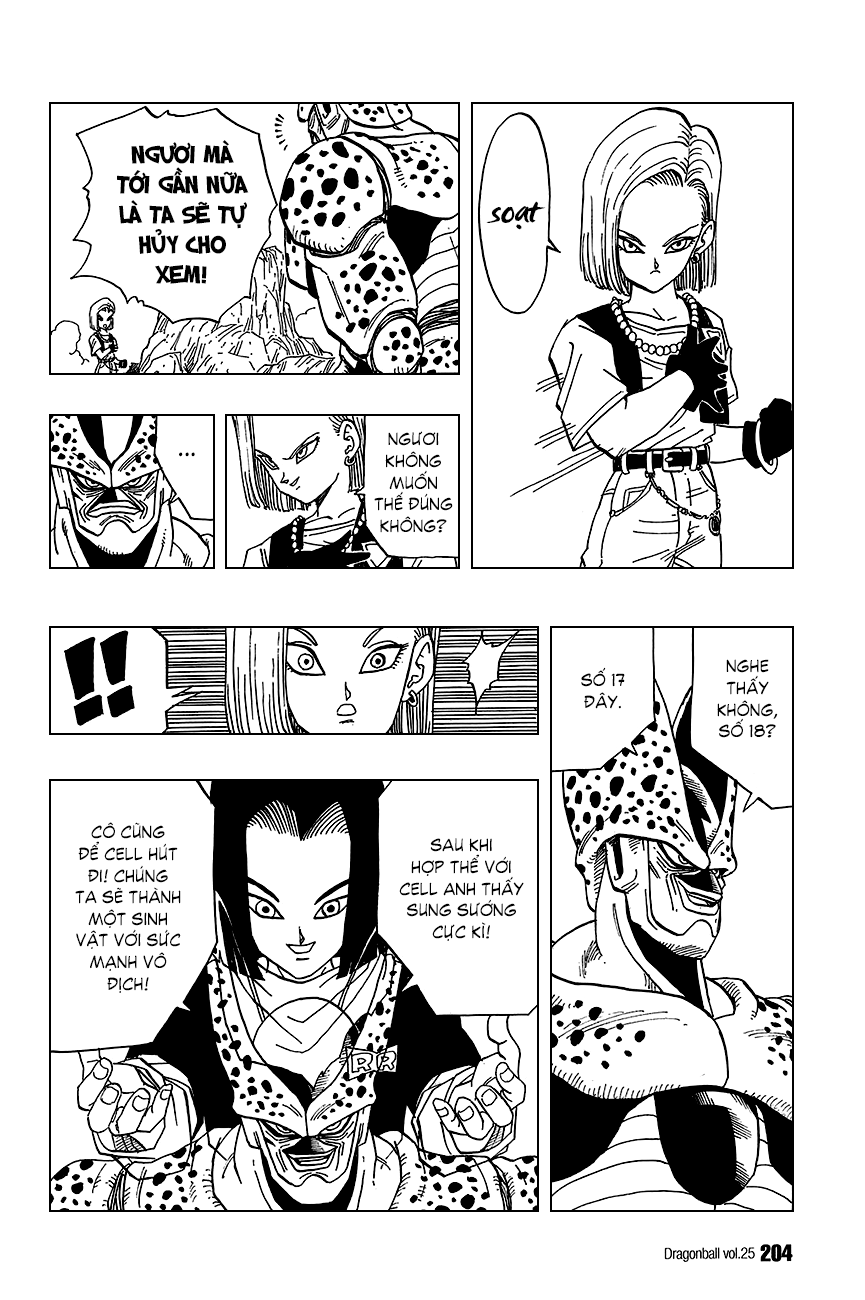 soạt
NGƯƠI MÀ
TỚI GẦN NỮA
LÀ TA SẼ TỰ
HỦY CHO
XEM!
NGƯƠI
KHÔNG
MUỐN
THẾ ĐÚNG
KHÔNG?
...
NGHE
THẤY
KHÔNG,
SỐ 18?
SỐ 17
ĐÂY.
!!
SAU KHI
HỢP THỂ VỚI
CELL ANH THẤY
SUNG SƯỚNG
CỰC KÌ!
CÔ CŨNG
ĐỂ CELL HÚT
ĐI! CHÚNG
TA SẼ THÀNH
MỘT SINH
VẬT VỚI SỨC
MẠNH VÔ
ĐỊCH!
RR
Dragonball vol.25 204